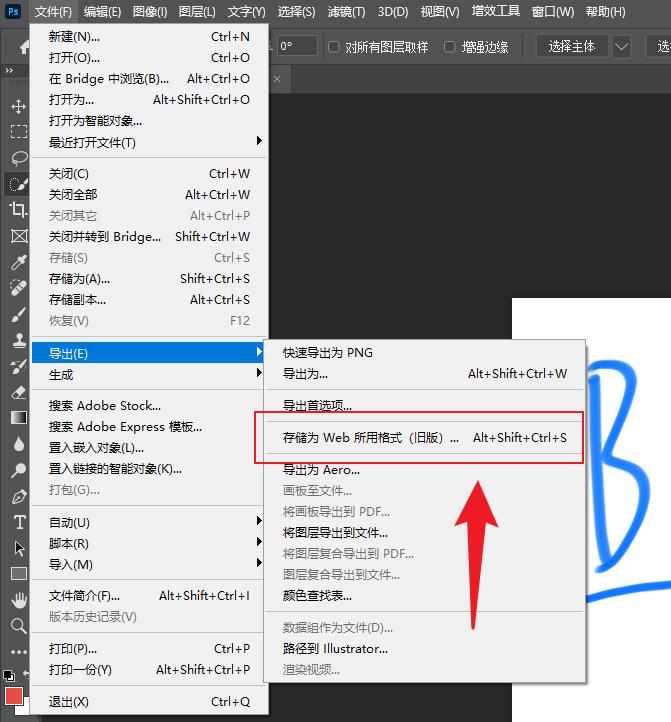 Ps 文件(F) 编辑(E) 图像(I) 图层(L) 文字(Y) 选择(S) 滤镜(T) 3D(D) 视图(V) 增效工具 窗口(W) 帮助(H)
0° 对所有图层取样 增强边缘 选择主体
新建(N)... Ctrl+N
打开(O)... Ctrl+O
在 Bridge 中浏览(B)... Alt+Ctrl+O
打开为... Alt+Shift+Ctrl+O
打开为智能对象...
最近打开文件(T)
关闭(C) Ctrl+W
关闭全部 Alt+Ctrl+W
关闭其它 Alt+Ctrl+P
关闭并转到 Bridge... Shift+Ctrl+W
存储(S) Ctrl+S
存储为(A)... Shift+Ctrl+S
存储副本... Alt+Ctrl+S
恢复(V) F12
导出(E)
生成
搜索 Adobe Stock...
搜索 Adobe Express 模板...
置入嵌入对象(L)...
置入链接的智能对象(K)...
打包(G)...
自动(U)
脚本(R)
导入(M)
文件简介(F)... Alt+Shift+Ctrl+I
版本历史记录(V)
打印(P)... Ctrl+P
打印一份(Y) Alt+Shift+Ctrl+P
退出(X) Ctrl+Q
快速导出为 PNG
导出为... Alt+Shift+Ctrl+W
导出首选项...
存储为 Web 所用格式（旧版）... Alt+Shift+Ctrl+S
导出为 Aero...
画板至文件...
将画板导出到 PDF...
将图层导出到文件...
将图层复合导出到 PDF...
图层复合导出到文件...
颜色查找表...
数据组作为文件(D)...
路径到 Illustrator...
渲染视频...
B